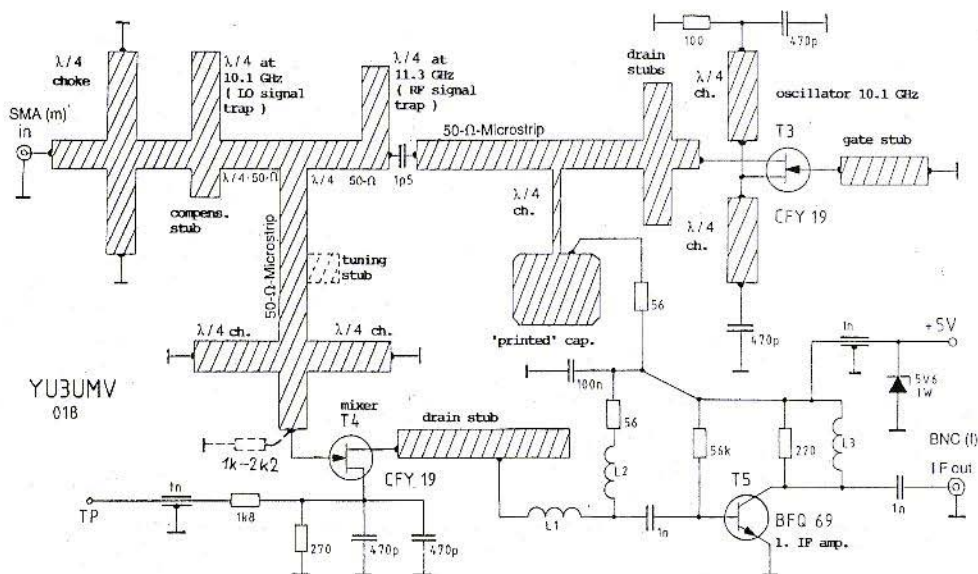 λ/4
choke
SMA (m)
in
λ/4
at
10.1
GHz
( LO signal
trap )
λ/4
at
11.3
GHz
( RF signal
trap )
50-Ω-Microstrip
drain
stubs
100
470p
λ/4
ch.
oscillator 10.1 GHz
T3
gate stub
CFY 19
λ/4
ch.
470p
λ/4·50-Ω
λ/4
50-Ω
1p5
compens.
stub
50-Ω-Microstrip
tuning
stub
λ/4
ch.
'printed' cap.
56
λ/4 ch.
λ/4 ch.
YU3UMV
018
mixer
T4
CFY 19
drain stub
1k-2k2
TP
1n
1k8
270
470p
470p
100n
56
L2
L1
1n
56k
T5
BFQ 69
1. IF amp.
220
L3
1n
+5V
5V6
1W
BNC (f)
IF out
1n